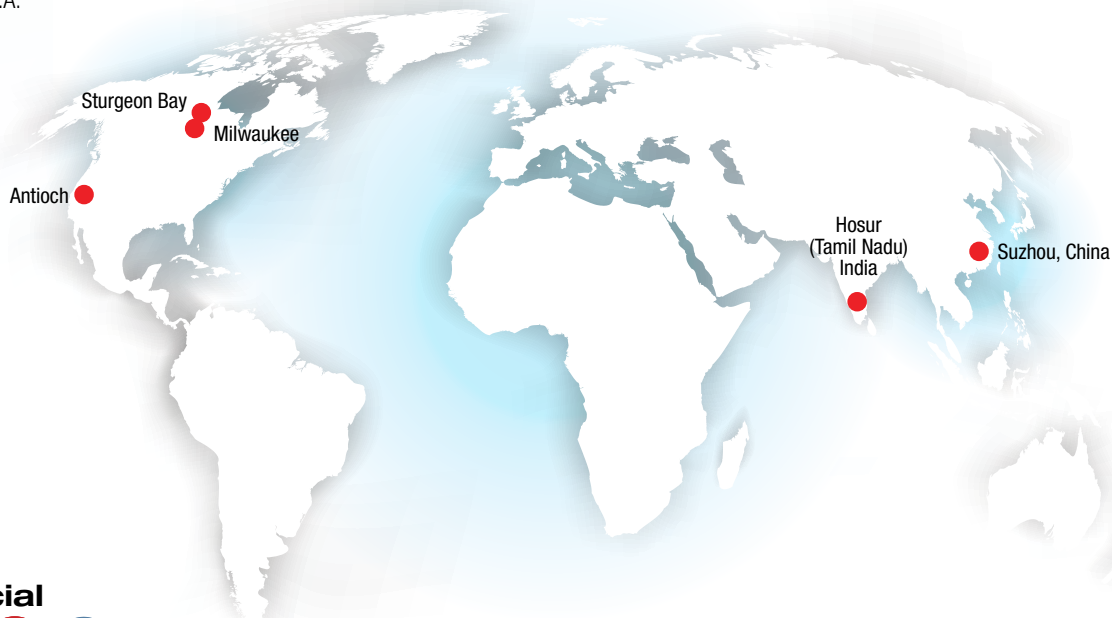 .A.
Sturgeon Bay
Milwaukee
Antioch
Hosur
(Tamil Nadu)
India
Suzhou, China
cial